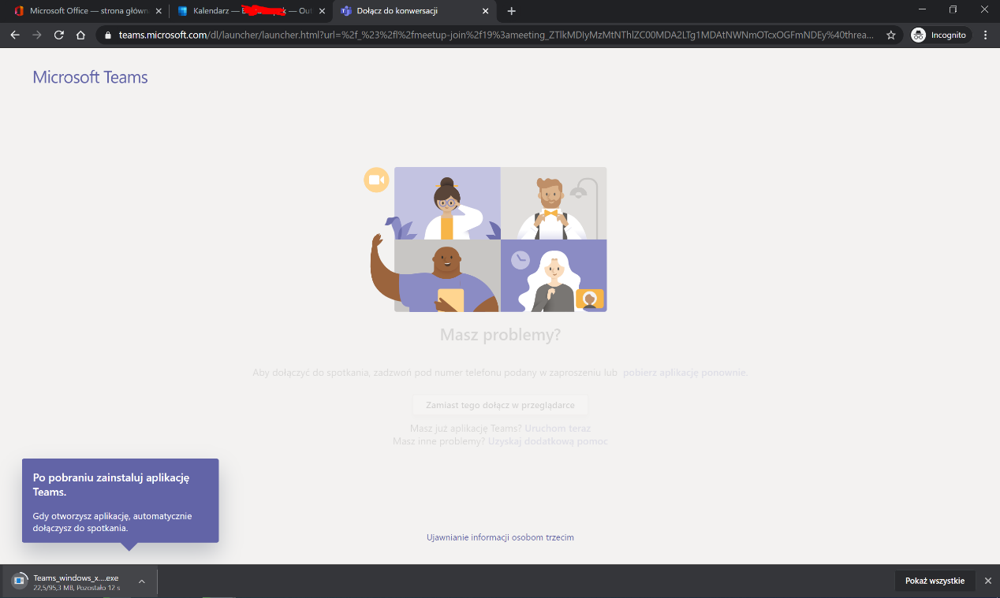 Microsoft Office — strona główn
Kalendarz — — Out
Dołącz do konwersacji
teams.microsoft.com/dl/launcher/launcher.html?url=%2f_%23%2fl%2fmeetup-join%2f19%3ameeting_ZTlkMDIyMzMtNThlZC00MDA2LTg1MDAtNWNmOTcxOGFmNDEy%40threa...
Incognito
Microsoft Teams
Masz problemy?
Aby dołączyć do spotkania, zadzwoń pod numer telefonu podany w zaproszeniu lub pobierz aplikację ponownie.
Zamiast tego dołącz w przeglądarce
Masz już aplikację Teams? Uruchom teraz
Masz inne problemy? Uzyskaj dodatkową pomoc
Po pobraniu zainstaluj aplikację
Teams.
Gdy otworzysz aplikację, automatycznie
dołączysz do spotkania.
Ujawnianie informacji osobom trzecim
Teams_windows_x....exe
22,5/95,3 MB, Pozostało 12 s
Pokaż wszystkie